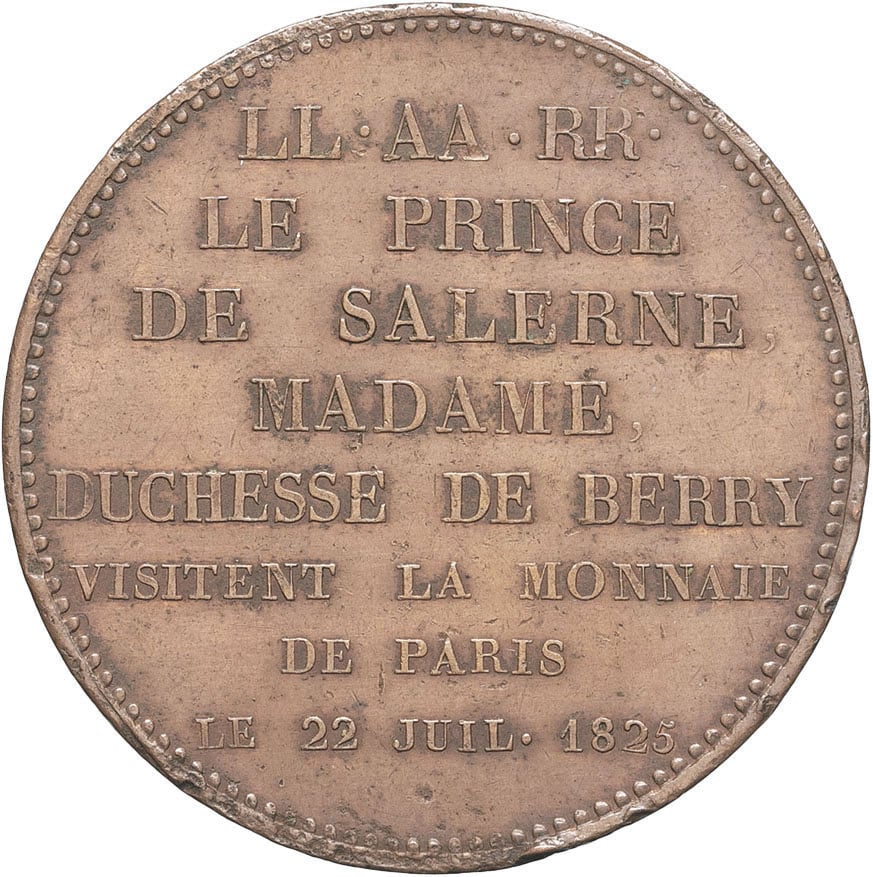 LL · AA · RR ·
LE PRINCE
DE SALERNE,
MADAME,
DUCHESSE DE BERRY
VISITENT LA MONNAIE
DE PARIS
LE 22 JUIL · 1825